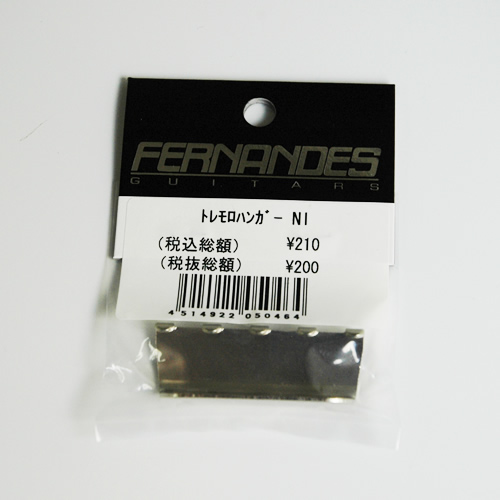 FERNANDES
GUITARS
ﾄﾚﾓﾛﾊﾝｶﾞｰ NI
(税込総額) ¥210
(税抜総額) ¥200
4 514922 050464